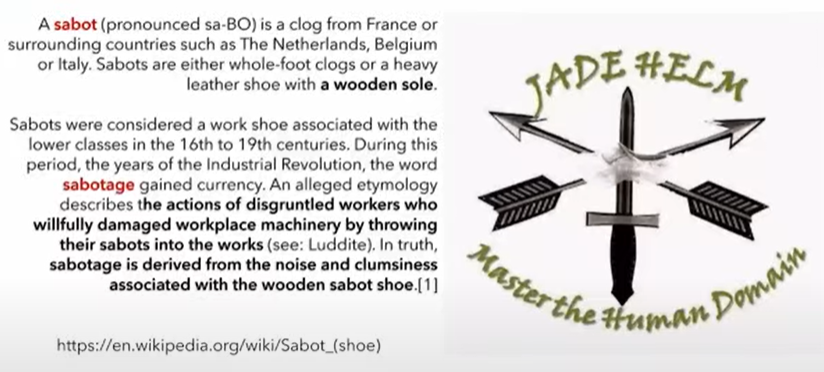 A sabot (pronounced sa-BO) is a clog from France or
surrounding countries such as The Netherlands, Belgium
or Italy. Sabots are either whole-foot clogs or a heavy
leather shoe with a wooden sole.
Sabots were considered a work shoe associated with the
lower classes in the 16th to 19th centuries. During this
period, the years of the Industrial Revolution, the word
sabotage gained currency. An alleged etymology
describes the actions of disgruntled workers who
willfully damaged workplace machinery by throwing
their sabots into the works (see: Luddite). In truth,
sabotage is derived from the noise and clumsiness
associated with the wooden sabot shoe.[1]
https://en.wikipedia.org/wiki/Sabot_(shoe)
JADE HELM
Master the Human Domain